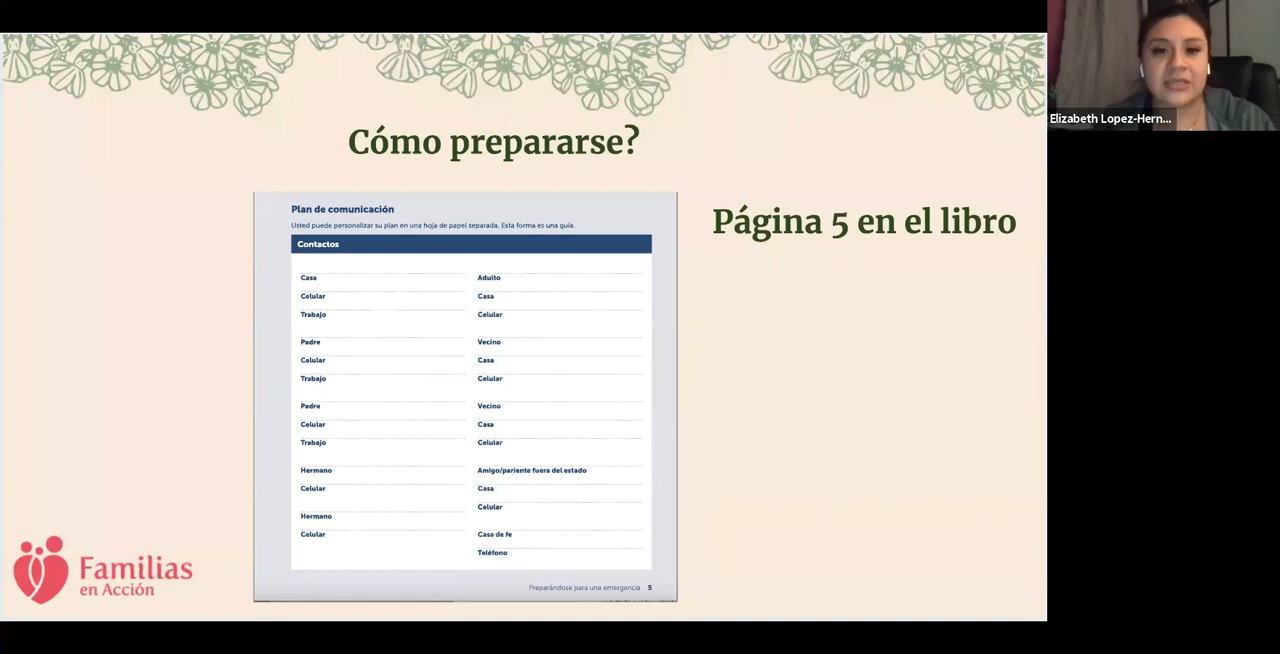 Cómo prepararse?
Página 5 en el libro
Plan de comunicación
Usted puede personalizar su plan en una hoja de papel separada. Esta forma es una guía.
Contactos
Casa
Celular
Trabajo
Padre
Celular
Trabajo
Padre
Celular
Trabajo
Hermano
Celular
Hermano
Celular
Adulto
Casa
Celular
Vecino
Casa
Celular
Vecino
Casa
Celular
Amigo/pariente fuera del estado
Casa
Celular
Casa de fe
Teléfono
Preparándose para una emergencia 5
Familias
en Acción
Elizabeth Lopez-Hern...